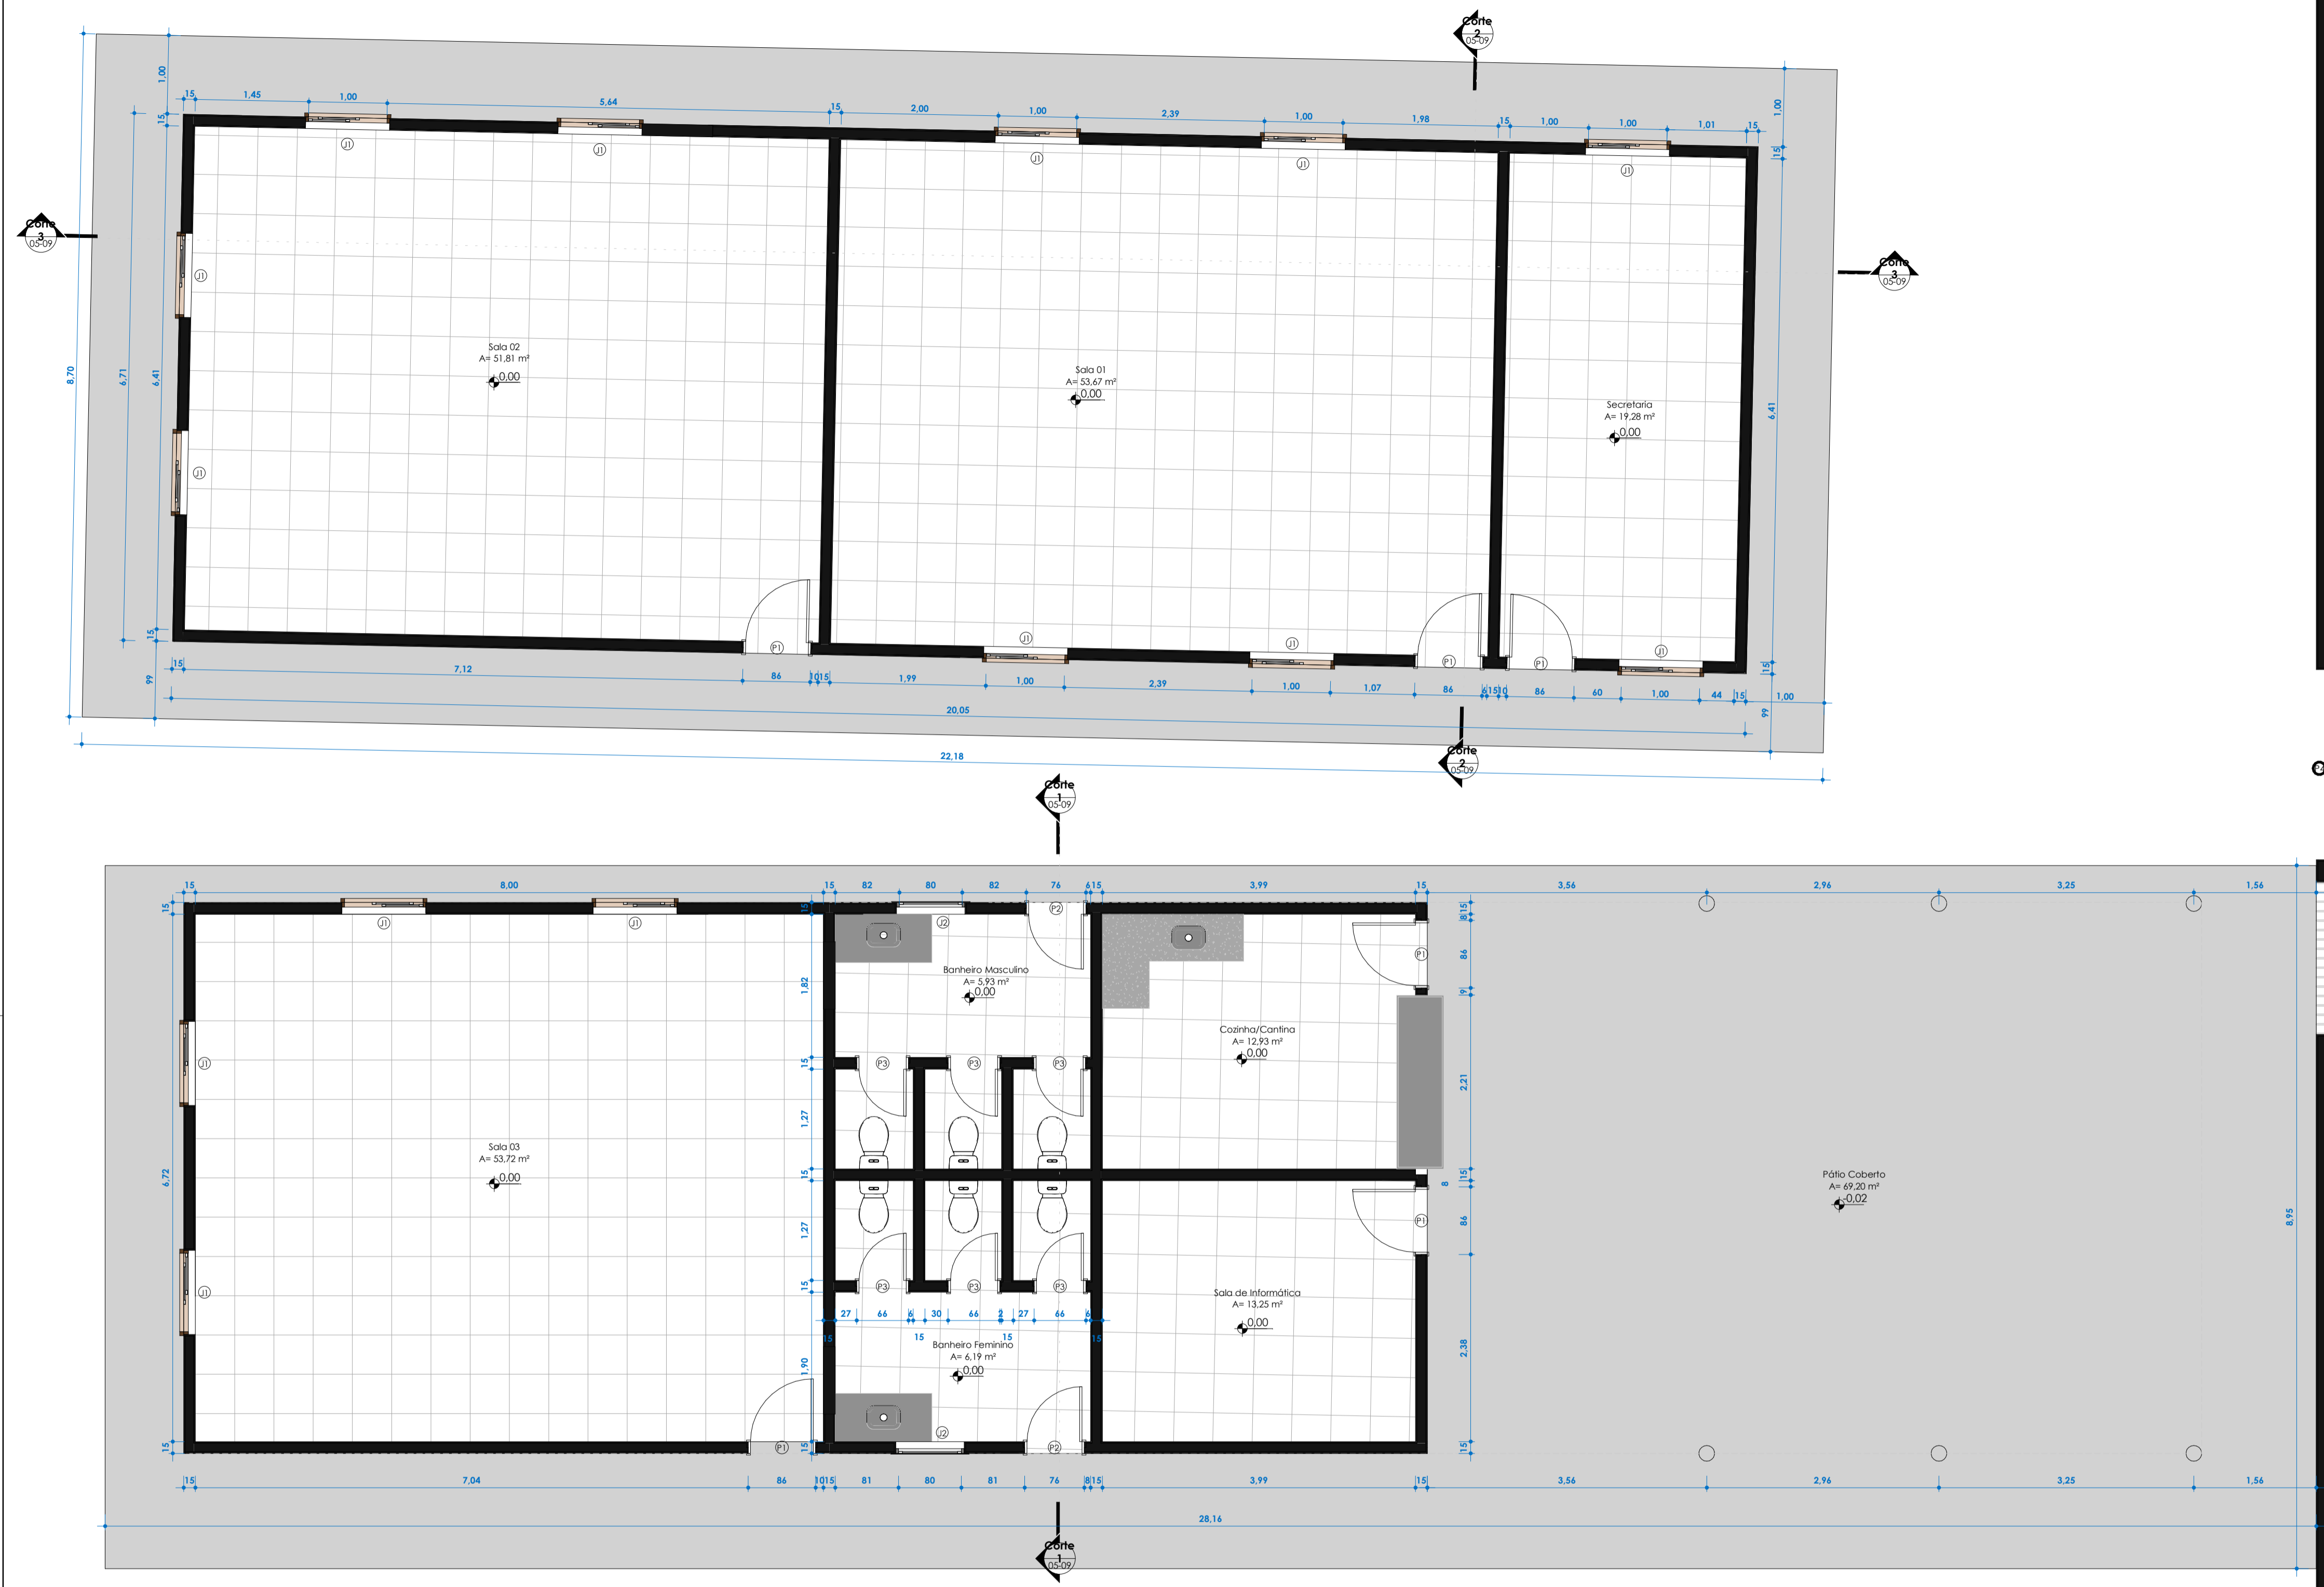 Corte
2
05-09
1,00
15
1,45
1,00
5,64
15
2,00
1,00
2,39
1,00
1,98
15
1,00
1,00
1,01
15
1,00
15
15
J1
J1
J1
J1
J1
Corte
3
05-09
Corte
3
05-09
J1
J1
8,70
6,71
6,41
6,41
Sala 02
A= 51,81 m²
0,00
Sala 01
A= 53,67 m²
0,00
Secretaria
A= 19,28 m²
0,00
15
99
P1
J1
J1
P1
P1
J1
15
99
15
7,12
86
10
15
1,99
1,00
2,39
1,00
1,07
86
6
15
10
86
60
1,00
44
15
1,00
20,05
22,18
Corte
2
05-09
Corte
1
05-09
15
8,00
15
82
80
82
76
6
15
3,99
15
3,56
2,96
3,25
1,56
15
15
15
8
J1
J1
J2
P2
P1
86
9
Banheiro Masculino
A= 5,93 m²
0,00
1,82
J1
Cozinha/Cantina
A= 12,93 m²
0,00
15
P3
P3
P3
2,21
1,27
Sala 03
A= 53,72 m²
0,00
6,72
15
15
8
Pátio Coberto
A= 69,20 m²
-0,02
8,95
1,27
86
P1
J1
15
P3
P3
P3
Sala de Informática
A= 13,25 m²
0,00
27
66
6
30
66
2
27
66
6
15
15
15
15
Banheiro Feminino
A= 6,19 m²
0,00
1,90
2,38
J2
P1
P2
15
15
15
15
7,04
86
10
15
81
80
81
76
8
15
3,99
15
3,56
2,96
3,25
1,56
28,16
Corte
1
05-09